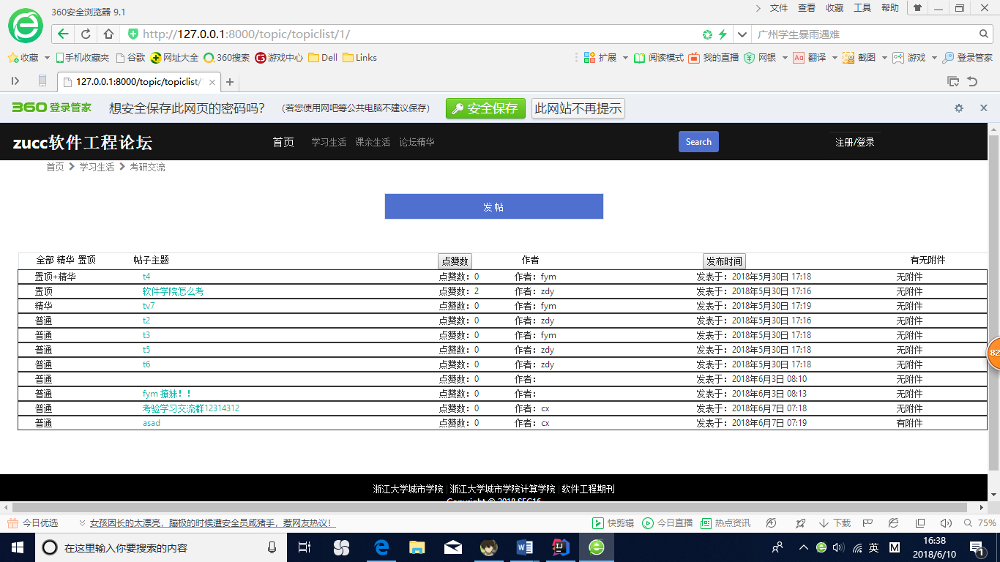 360安全浏览器 9.1
文件 查看 收藏 工具 帮助
http://127.0.0.1:8000/topic/topiclist/1/
广州学生暴雨遇难
收藏 手机收藏夹 谷歌 网址大全 360搜索 游戏中心 Dell Links 扩展 阅读模式 我的直播 网银 翻译 截图 游戏 登录管家
127.0.0.1:8000/topic/topiclist/
360登录管家 想安全保存此网页的密码吗? (若您使用网吧等公共电脑不建议保存) 安全保存 此网站不再提示
zucc软件工程论坛 首页 学习生活 课余生活 论坛精华 Search 注册/登录
首页 学习生活 考研交流
发 帖
全部 精华 置顶 帖子主题 点赞数 作者 发布时间 有无附件
置顶+精华 t4 点赞数：0 作者：fym 发表于：2018年5月30日 17:18 无附件
置顶 软件学院怎么考 点赞数：2 作者：zdy 发表于：2018年5月30日 17:16 无附件
精华 tv7 点赞数：0 作者：fym 发表于：2018年5月30日 17:19 无附件
普通 t2 点赞数：0 作者：zdy 发表于：2018年5月30日 17:16 无附件
普通 t3 点赞数：0 作者：fym 发表于：2018年5月30日 17:18 无附件
普通 t5 点赞数：0 作者：zdy 发表于：2018年5月30日 17:18 无附件
普通 t6 点赞数：0 作者：zdy 发表于：2018年5月30日 17:18 无附件
普通 点赞数：0 作者： 发表于：2018年6月3日 08:10 无附件
普通 fym 撩妹！！ 点赞数：0 作者： 发表于：2018年6月3日 08:13 无附件
普通 考验学习交流群12314312 点赞数：0 作者：cx 发表于：2018年6月7日 07:18 无附件
普通 asad 点赞数：0 作者：cx 发表于：2018年6月7日 07:19 有附件
82
浙江大学城市学院 | 浙江大学城市学院计算学院 | 软件工程期刊
Copyright © 2018 SEG16
今日优选 女孩因长的太漂亮，蹦极的时候遭安全员咸猪手，惹网友热议！ 快剪辑 今日直播 热点资讯 下载 75%
在这里输入你要搜索的内容 英 M 16:38
2018/6/10 1